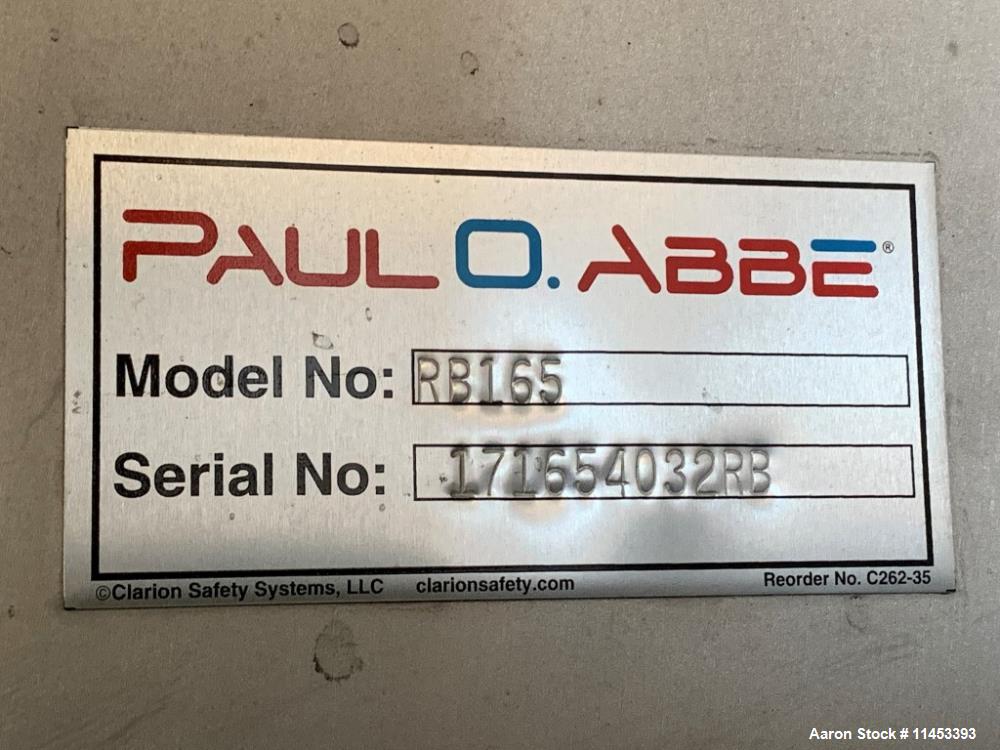 PAUL O. ABBE®
Model No: RB165
Serial No: 171654032RB
©Clarion Safety Systems, LLC clarionsafety.com Reorder No. C262-35
Aaron Stock # 11453393